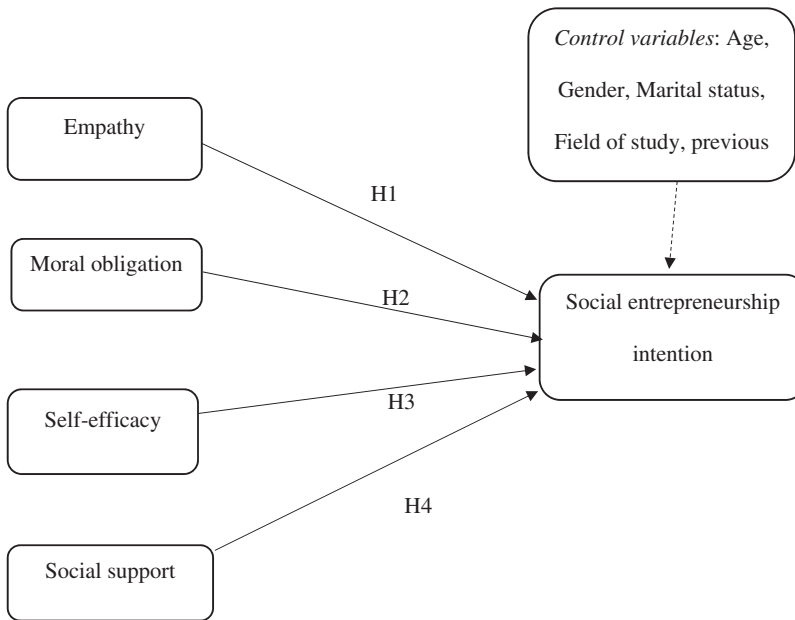 Control variables: Age,
Gender, Marital status,
Field of study, previous
Empathy
H1
Moral obligation
H2
Social entrepreneurship
intention
Self-efficacy
H3
H4
Social support